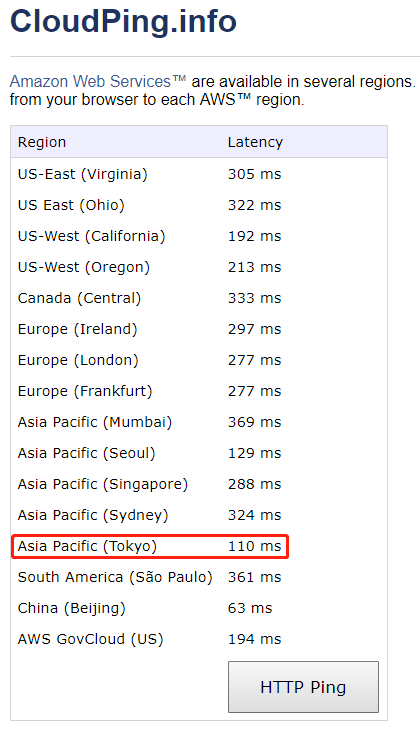 CloudPing.info
Amazon Web Services™ are available in several regions.
from your browser to each AWS™ region.
Region Latency
US-East (Virginia) 305 ms
US East (Ohio) 322 ms
US-West (California) 192 ms
US-West (Oregon) 213 ms
Canada (Central) 333 ms
Europe (Ireland) 297 ms
Europe (London) 277 ms
Europe (Frankfurt) 277 ms
Asia Pacific (Mumbai) 369 ms
Asia Pacific (Seoul) 129 ms
Asia Pacific (Singapore) 288 ms
Asia Pacific (Sydney) 324 ms
Asia Pacific (Tokyo) 110 ms
South America (São Paulo) 361 ms
China (Beijing) 63 ms
AWS GovCloud (US) 194 ms
HTTP Ping